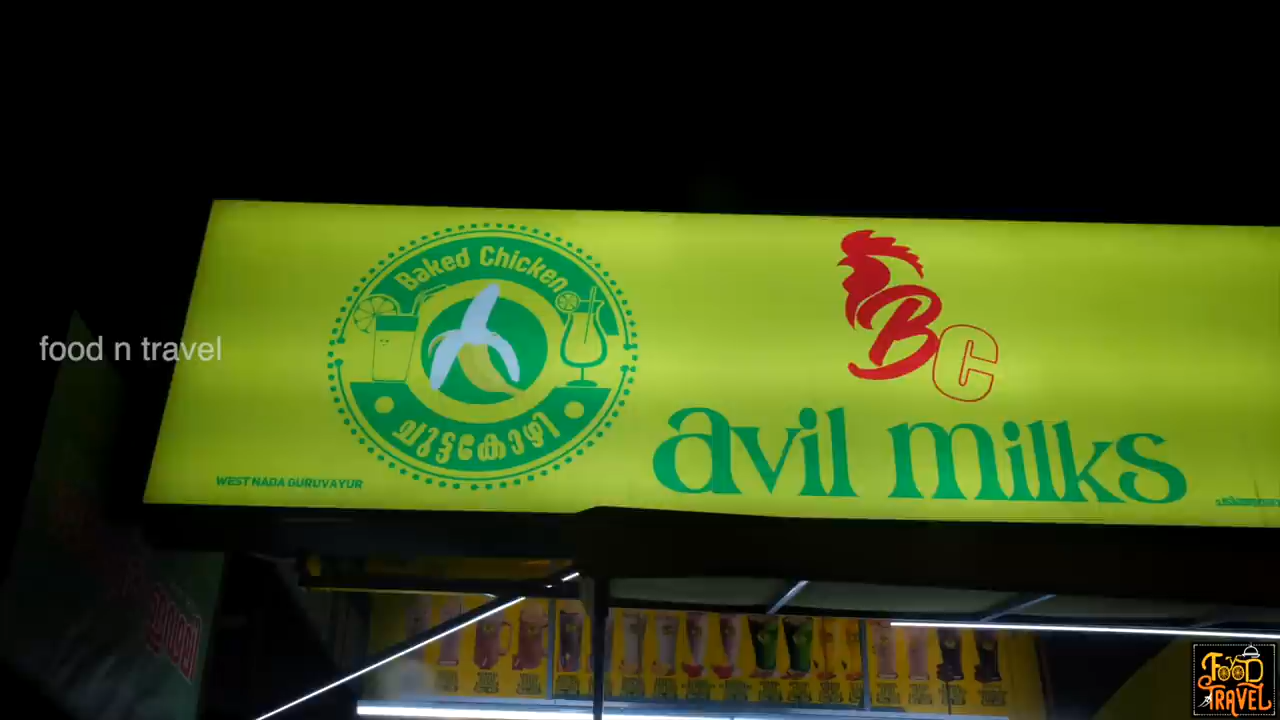 Baked Chicken
ചുട്ടകോഴി
WEST NADA GURUVAYUR
BC
avil milks
food n travel
FOOD
TRAVEL